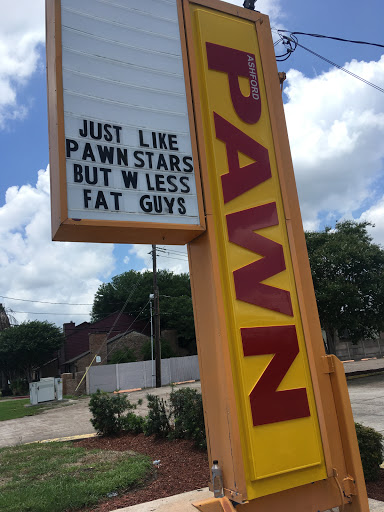 JUST LIKE
PAWN STARS
BUT W LESS
FAT GUYS
ASHFORD
PAWN